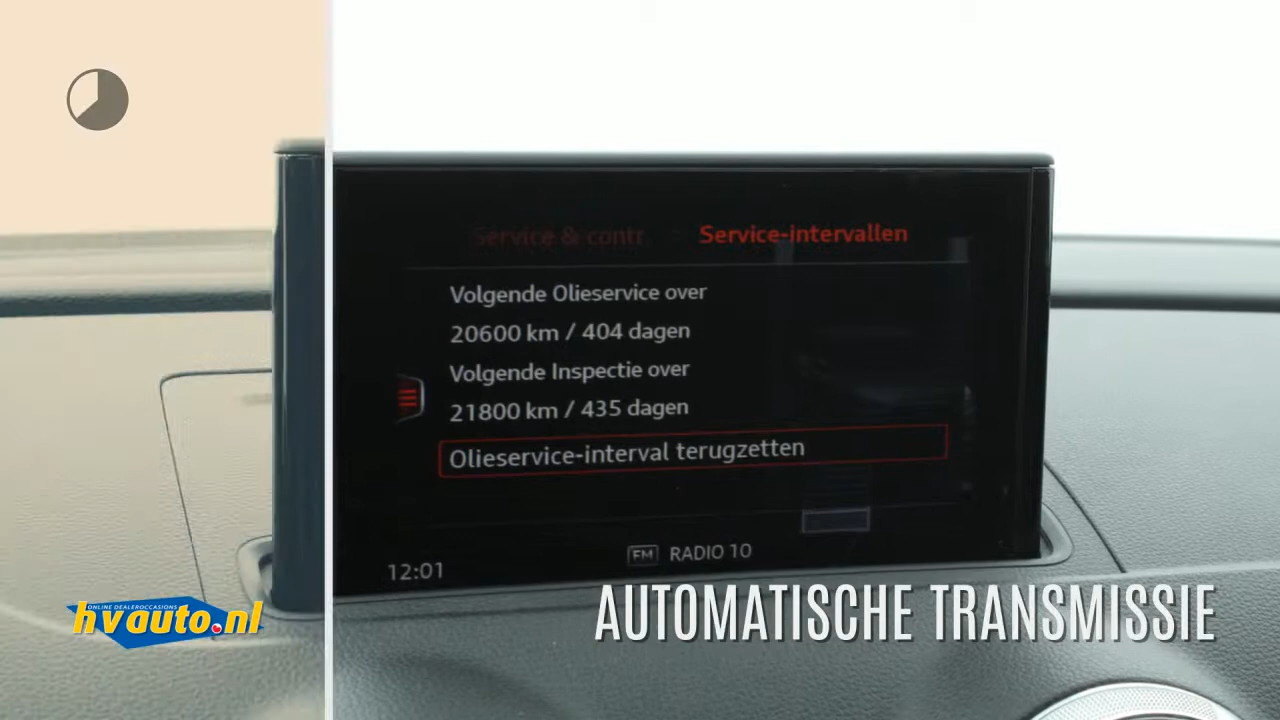 Service & contr
Service-intervallen
Volgende Olieservice over
20600 km / 404 dagen
Volgende Inspectie over
21800 km / 435 dagen
Olieservice-interval terugzetten
FM RADIO 10
12:01
AUTOMATISCHE TRANSMISSIE
ONLINE DEALEROCCASIONS
hvauto.nl